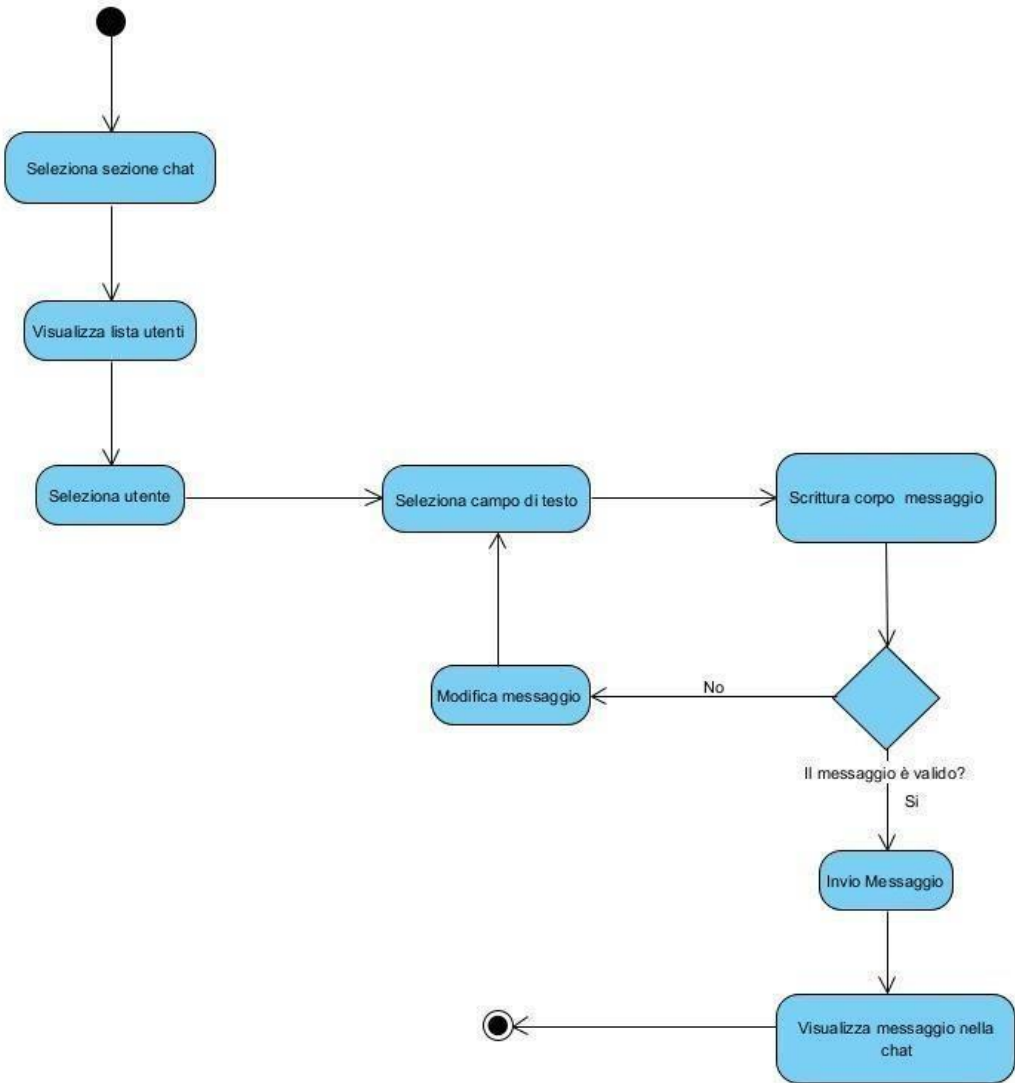 Seleziona sezione chat
Visualizza lista utenti
Seleziona utente
Seleziona campo di testo
Scrittura corpo messaggio
Modifica messaggio
No
Il messaggio è valido?
Si
Invio Messaggio
Visualizza messaggio nella
chat